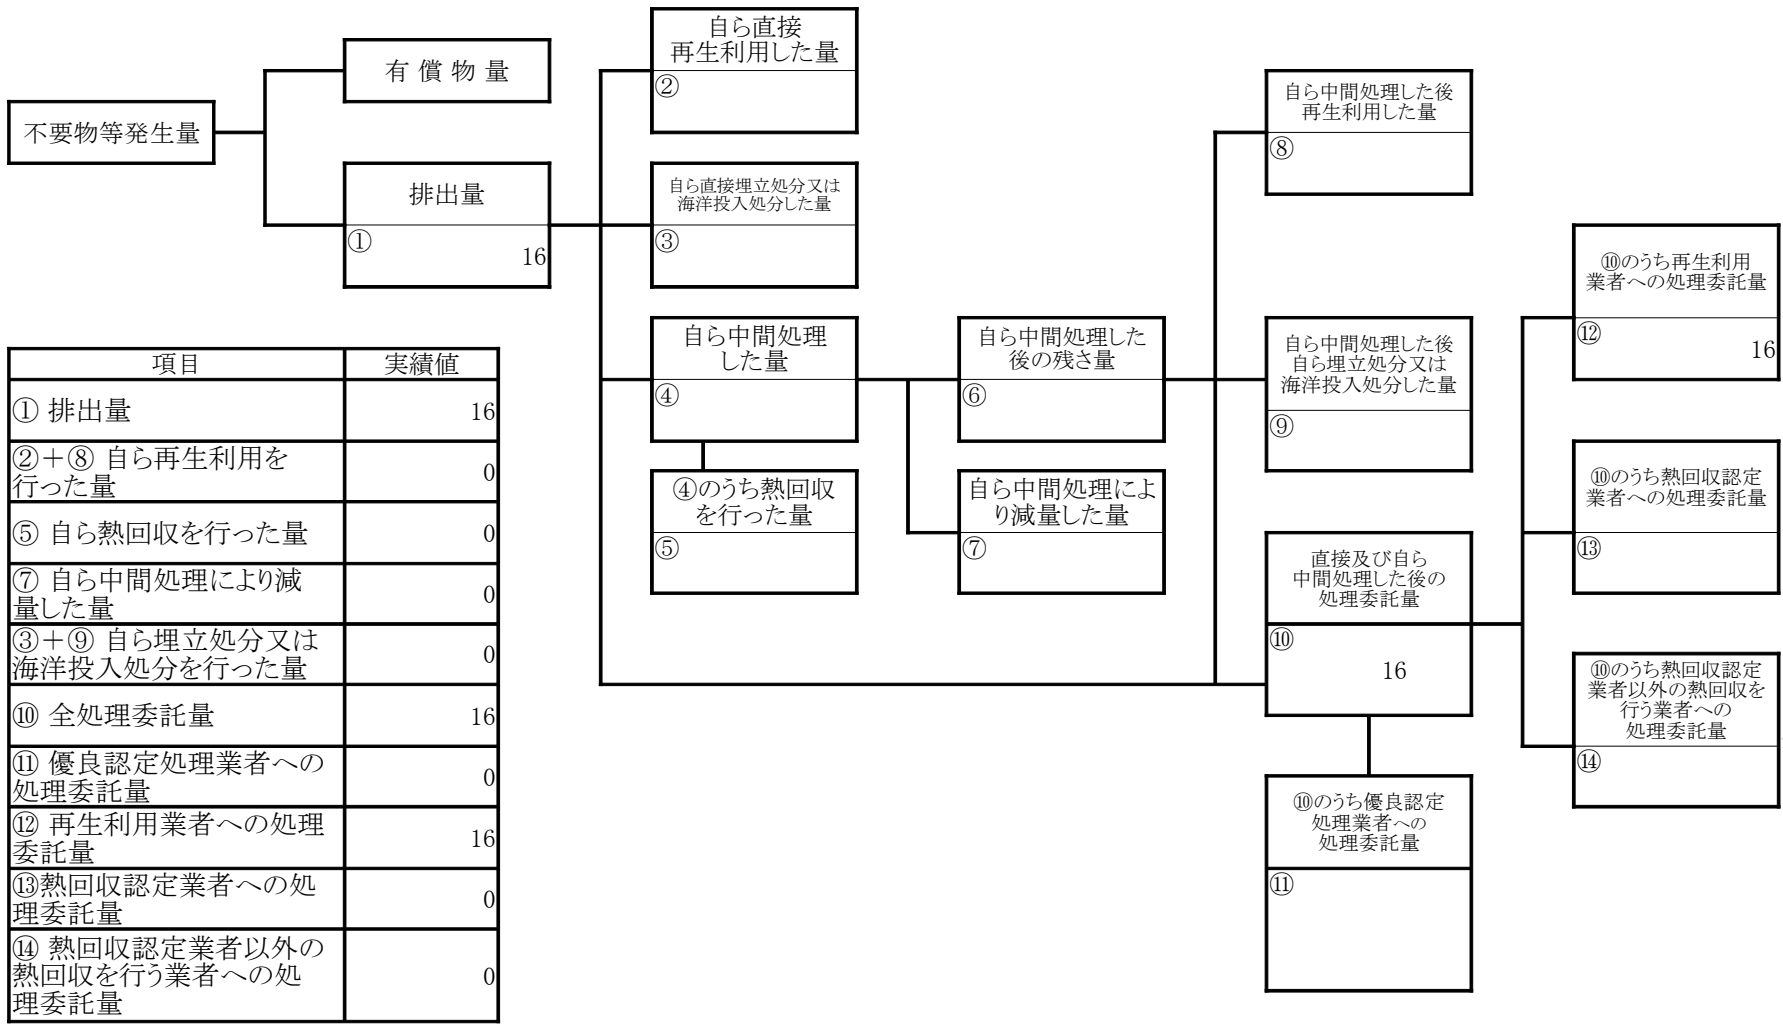 不要物等発生量
有 償 物 量
排出量
①
16
自ら直接
再生利用した量
②
自ら直接埋立処分又は
海洋投入処分した量
③
自ら中間処理
した量
④
④のうち熱回収
を行った量
⑤
自ら中間処理した
後の残さ量
⑥
自ら中間処理によ
り減量した量
⑦
自ら中間処理した後
再生利用した量
⑧
自ら中間処理した後
自ら埋立処分又は
海洋投入処分した量
⑨
直接及び自ら
中間処理した後の
処理委託量
⑩
16
⑩のうち優良認定
処理業者への
処理委託量
⑪
⑩のうち再生利用
業者への処理委託量
⑫
16
⑩のうち熱回収認定
業者への処理委託量
⑬
⑩のうち熱回収認定
業者以外の熱回収を
行う業者への
処理委託量
⑭
項目 実績値
① 排出量 16
②＋⑧ 自ら再生利用を
行った量 0
⑤ 自ら熱回収を行った量 0
⑦ 自ら中間処理により減
量した量 0
③＋⑨ 自ら埋立処分又は
海洋投入処分を行った量 0
⑩ 全処理委託量 16
⑪ 優良認定処理業者への
処理委託量 0
⑫ 再生利用業者への処理
委託量 16
⑬熱回収認定業者への処
理委託量 0
⑭ 熱回収認定業者以外の
熱回収を行う業者への処
理委託量 0